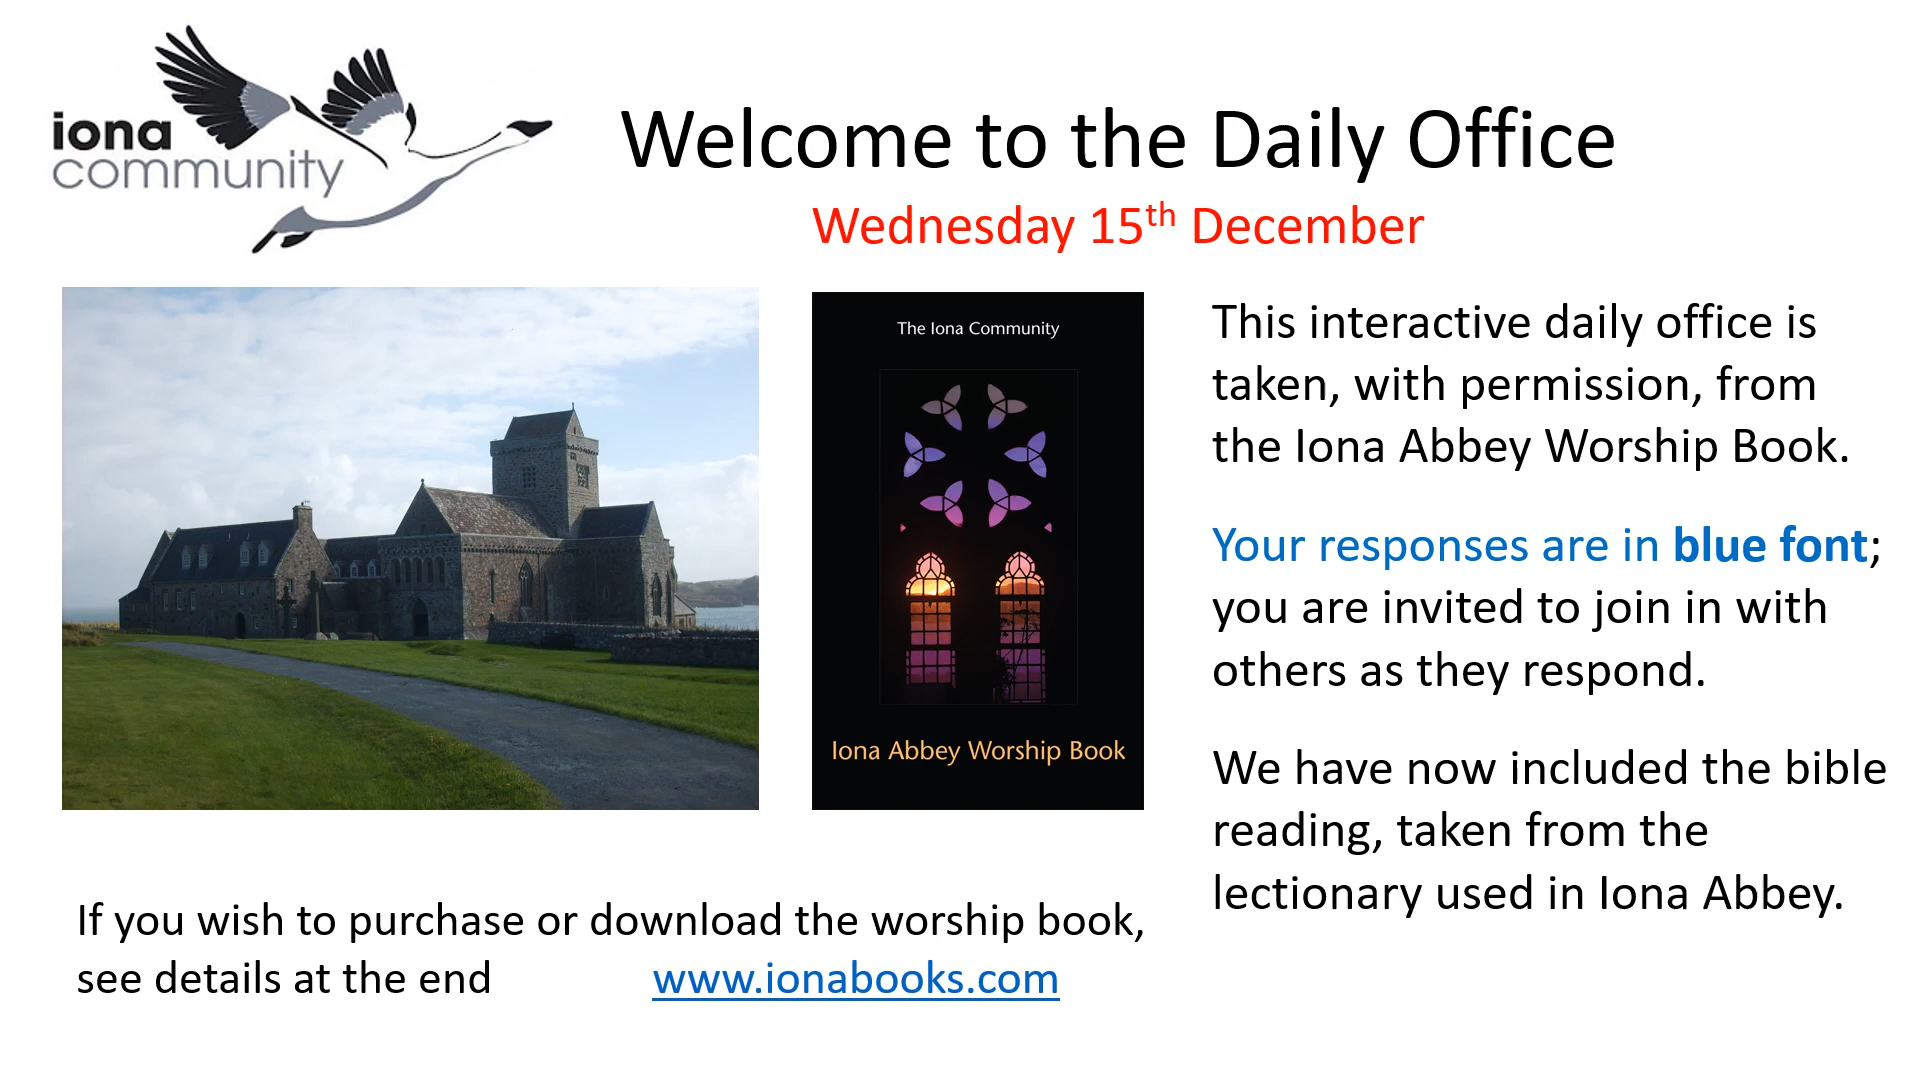 iona
community
Welcome to the Daily Office
Wednesday 15th December
The Iona Community
Iona Abbey Worship Book
This interactive daily office is
taken, with permission, from
the Iona Abbey Worship Book.
Your responses are in blue font;
you are invited to join in with
others as they respond.
We have now included the bible
reading, taken from the
lectionary used in Iona Abbey.
If you wish to purchase or download the worship book,
see details at the end www.ionabooks.com